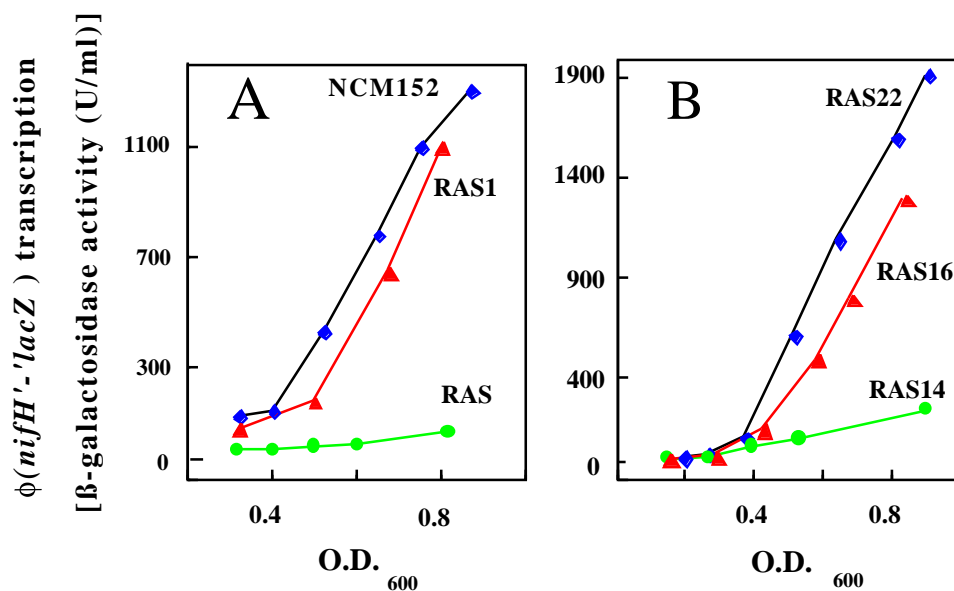 ϕ(nifH'-'lacZ ) transcription
[ß-galactosidase activity (U/ml)]
A
NCM152
RAS1
RAS
1100
700
300
0
0.4 0.8
O.D. 600
B
RAS22
RAS16
RAS14
1900
1400
900
400
0
0.4 0.8
O.D. 600